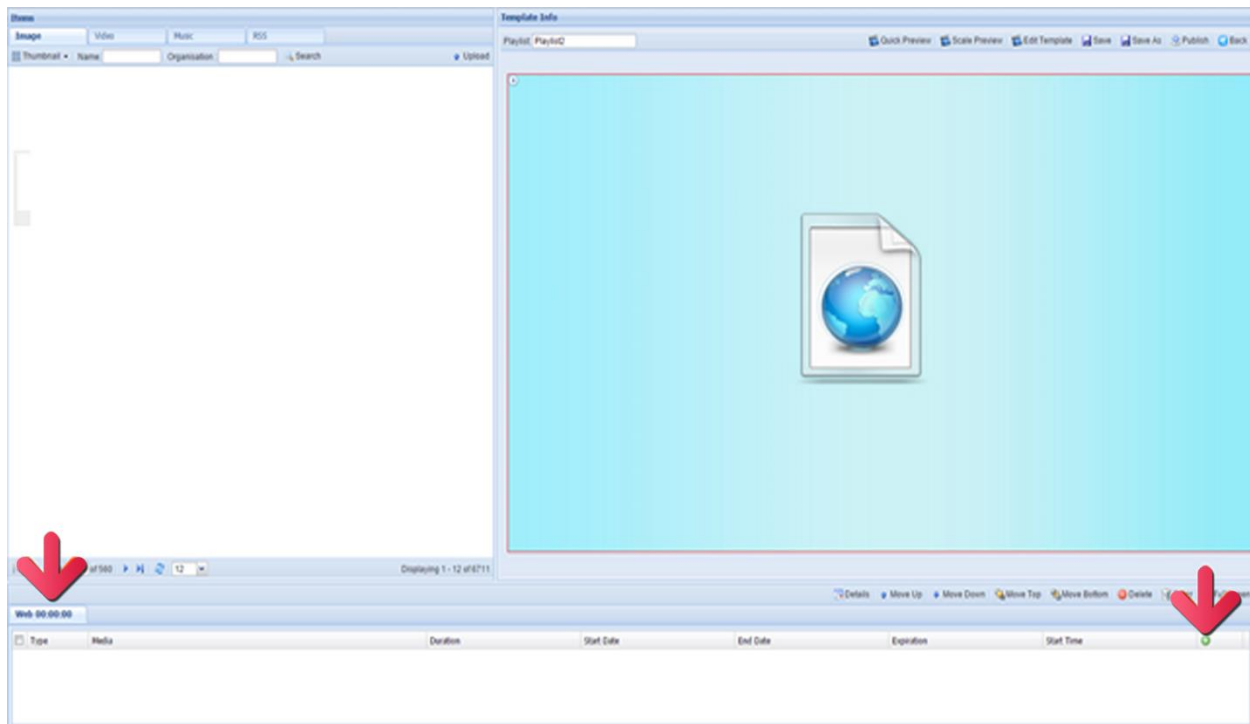 Items
Template Info
Image Video Music RSS
Playlist Playlist2 Quick Preview Scale Preview Edit Template Save Save As Publish Back
Thumbnail Name Organisation Search Upload
of 560 12 Displaying 1 - 12 of 6711
Details Move Up Move Down Move Top Move Bottom Delete
Web 00:00:00
Type Media Duration Start Date End Date Expiration Start Time